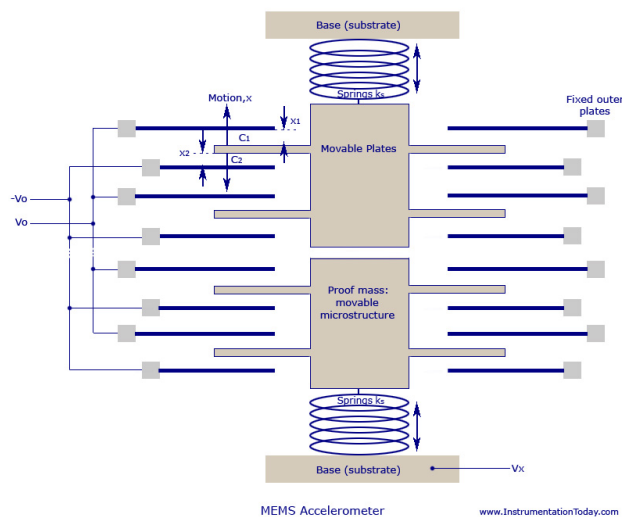 Base (substrate)
Springs ks
Motion,x
Fixed outer
plates
x1
C1
x2
C2
Movable Plates
-Vo
Vo
Proof mass:
movable
microstructure
Springs ks
Base (substrate)
Vx
MEMS Accelerometer
www.InstrumentationToday.com